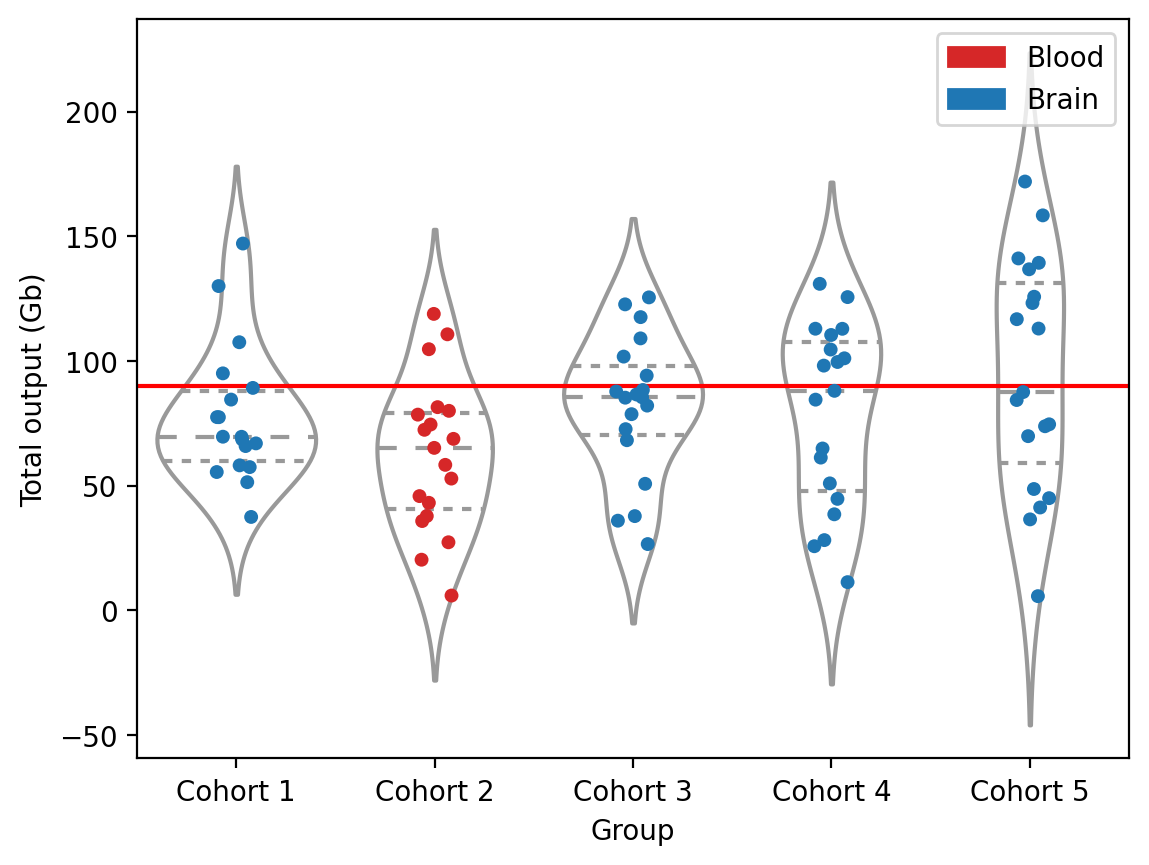 Total output (Gb)
200
150
100
50
0
−50
Blood
Brain
Cohort 1
Cohort 2
Cohort 3
Cohort 4
Cohort 5
Group